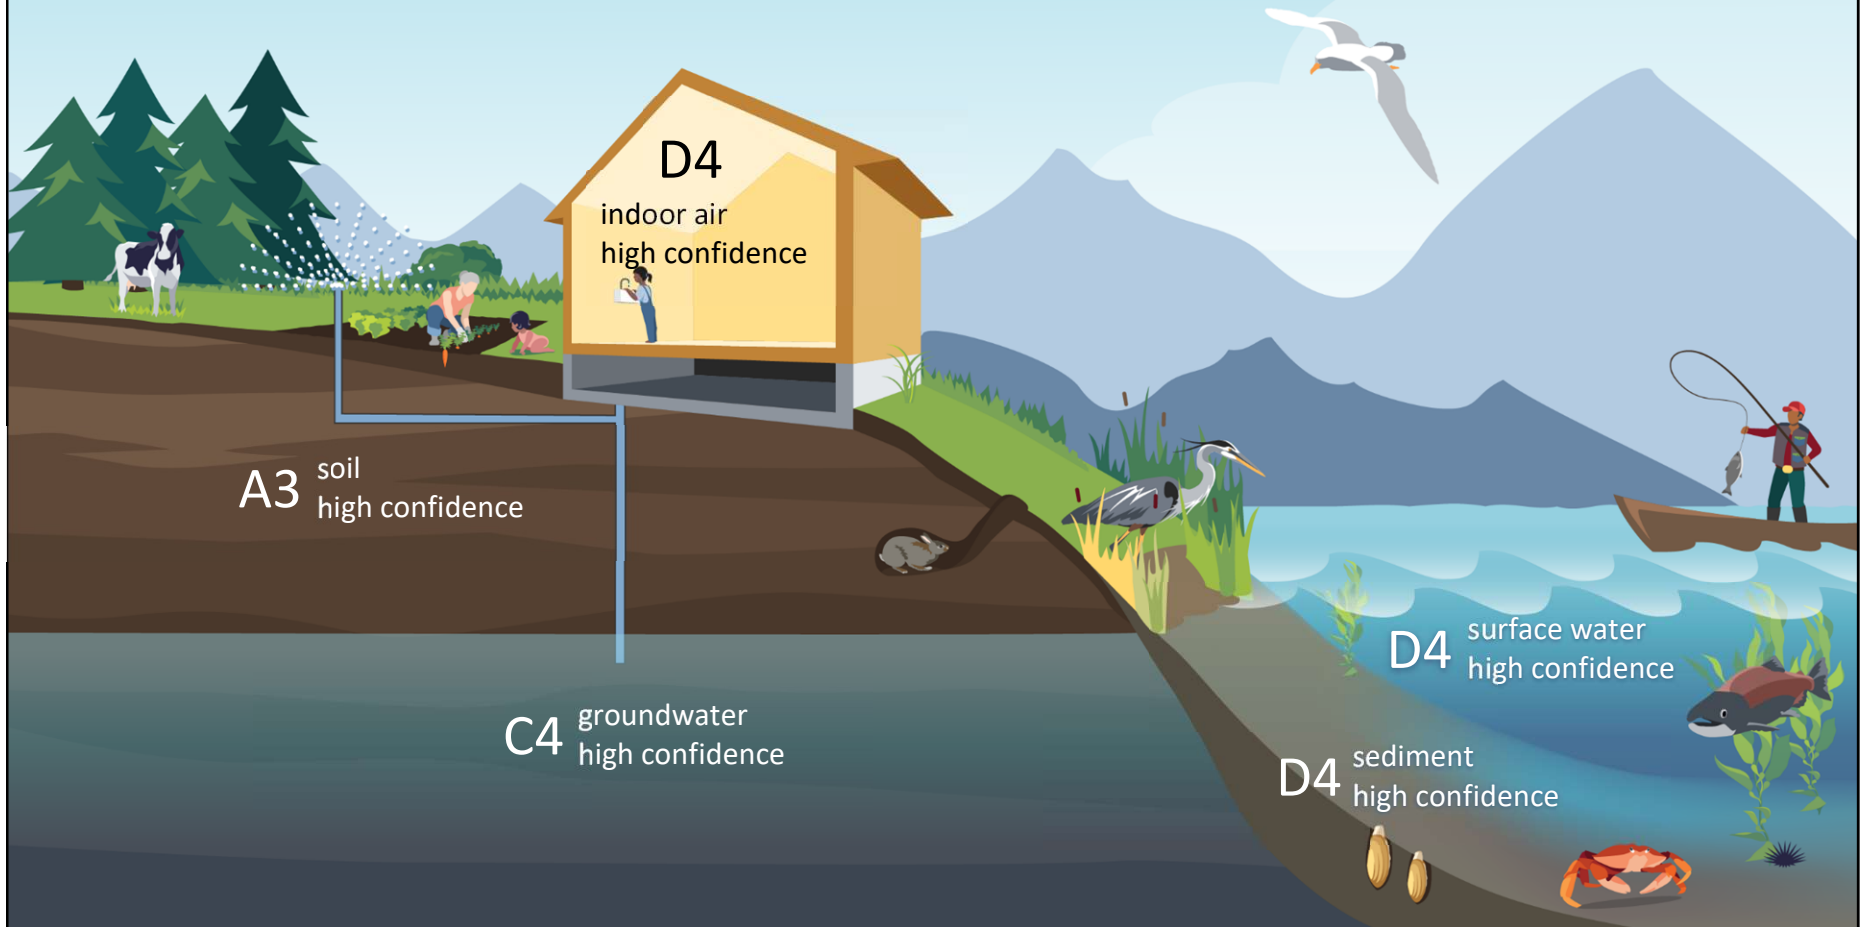 D4
indoor air
high confidence
A3
soil
high confidence
D4
surface water
high confidence
C4
groundwater
high confidence
D4
sediment
high confidence